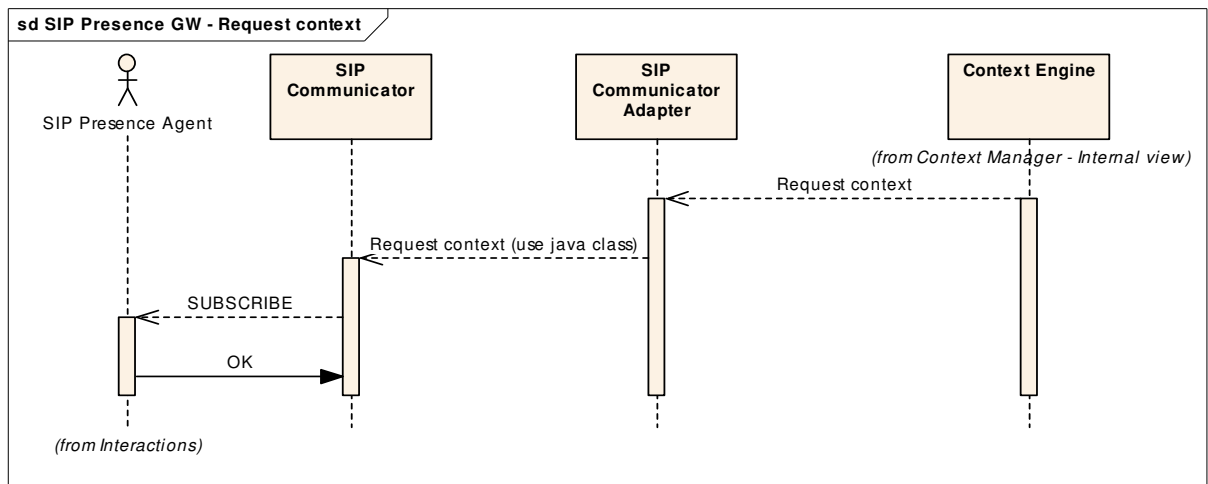 sd SIP Presence GW - Request context
SIP Presence Agent
SIP
Communicator
SIP
Communicator
Adapter
Context Engine
(from Context Manager - Internal view)
Request context
Request context (use java class)
SUBSCRIBE
OK
(from Interactions)